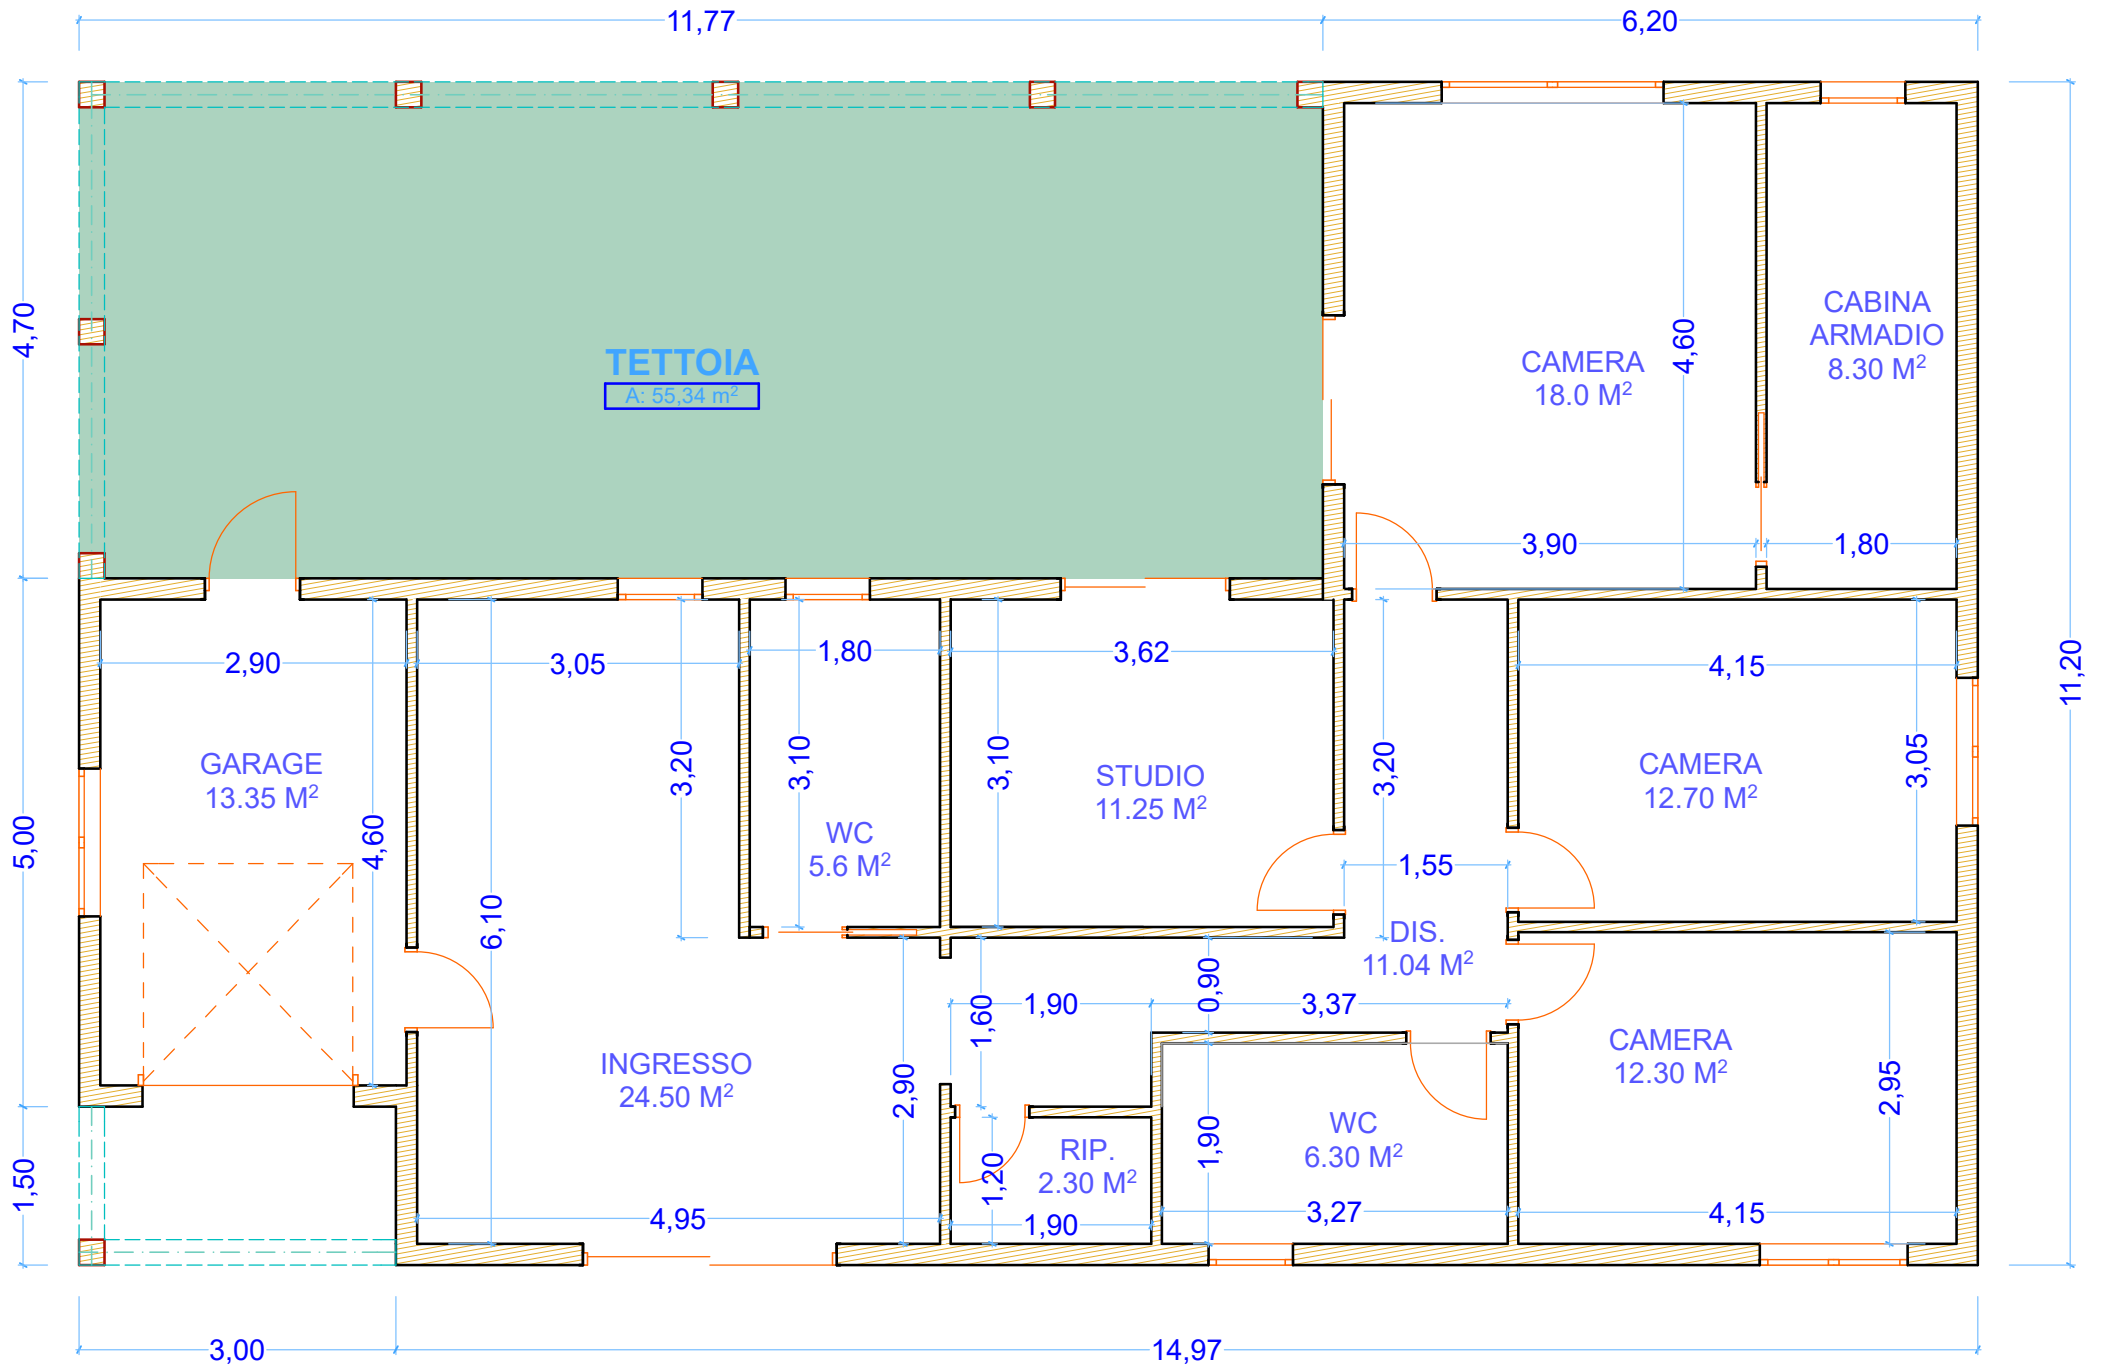 11,77
6,20
4,70
TETTOIA
A: 55,34 m²
CAMERA
18.0 M²
4,60
CABINA
ARMADIO
8.30 M²
3,90
1,80
2,90
3,05
1,80
3,62
4,15
11,20
GARAGE
13.35 M²
4,60
5,00
6,10
3,20
3,10
WC
5.6 M²
3,10
STUDIO
11.25 M²
3,20
1,55
CAMERA
12.70 M²
3,05
DIS.
11.04 M²
1,90
3,37
0,90
1,60
INGRESSO
24.50 M²
2,90
CAMERA
12.30 M²
2,95
WC
6.30 M²
1,90
RIP.
2.30 M²
1,20
1,50
4,95
1,90
3,27
4,15
3,00
14,97